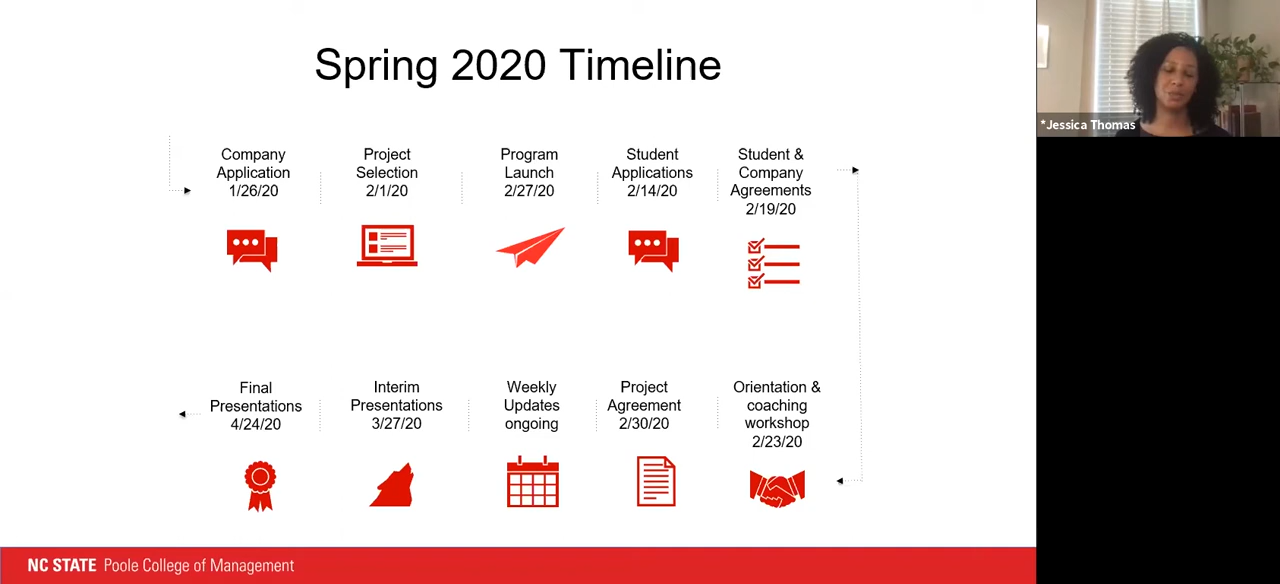 Spring 2020 Timeline
Company
Application
1/26/20
Project
Selection
2/1/20
Program
Launch
2/27/20
Student
Applications
2/14/20
Student &
Company
Agreements
2/19/20
Final
Presentations
4/24/20
Interim
Presentations
3/27/20
Weekly
Updates
ongoing
Project
Agreement
2/30/20
Orientation &
coaching
workshop
2/23/20
NC STATE Poole College of Management
*Jessica Thomas